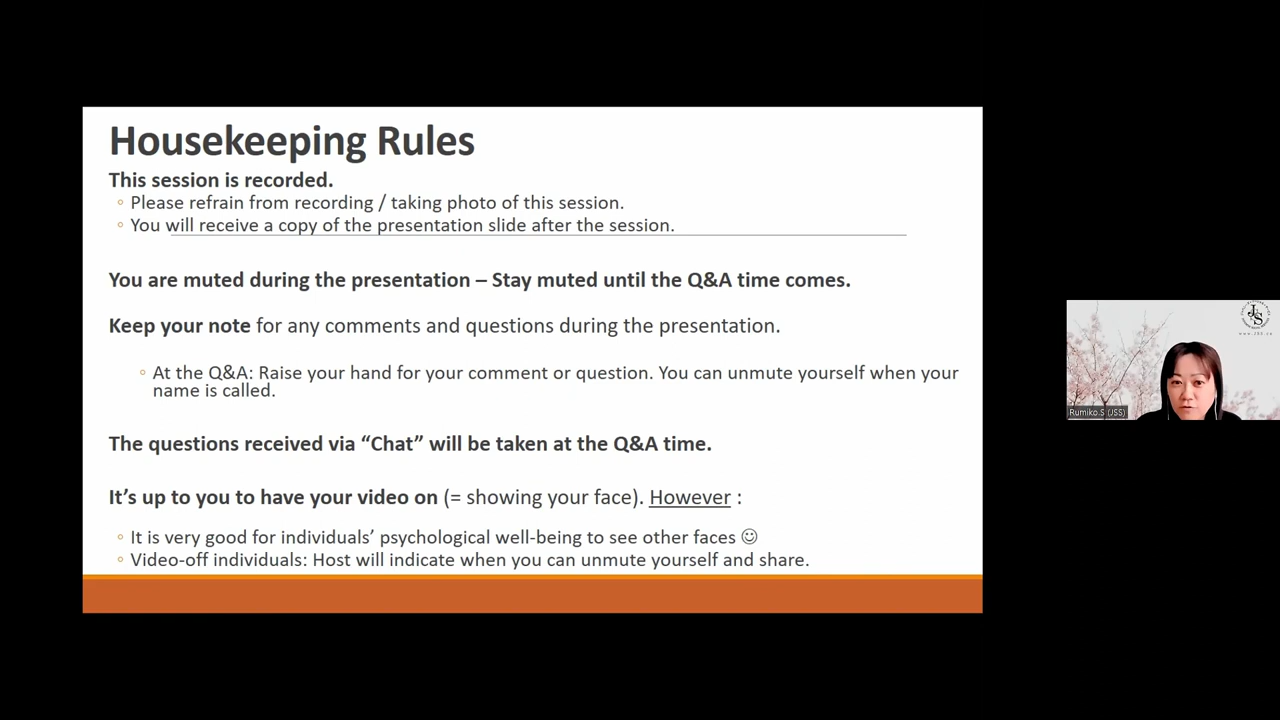 Housekeeping Rules
This session is recorded.
◦ Please refrain from recording / taking photo of this session.
◦ You will receive a copy of the presentation slide after the session.
You are muted during the presentation – Stay muted until the Q&A time comes.
Keep your note for any comments and questions during the presentation.
◦ At the Q&A: Raise your hand for your comment or question. You can unmute yourself when your
name is called.
The questions received via “Chat” will be taken at the Q&A time.
It’s up to you to have your video on (= showing your face). However :
◦ It is very good for individuals’ psychological well-being to see other faces ☺
◦ Video-off individuals: Host will indicate when you can unmute yourself and share.
J&S
Rumiko.S (JSS)